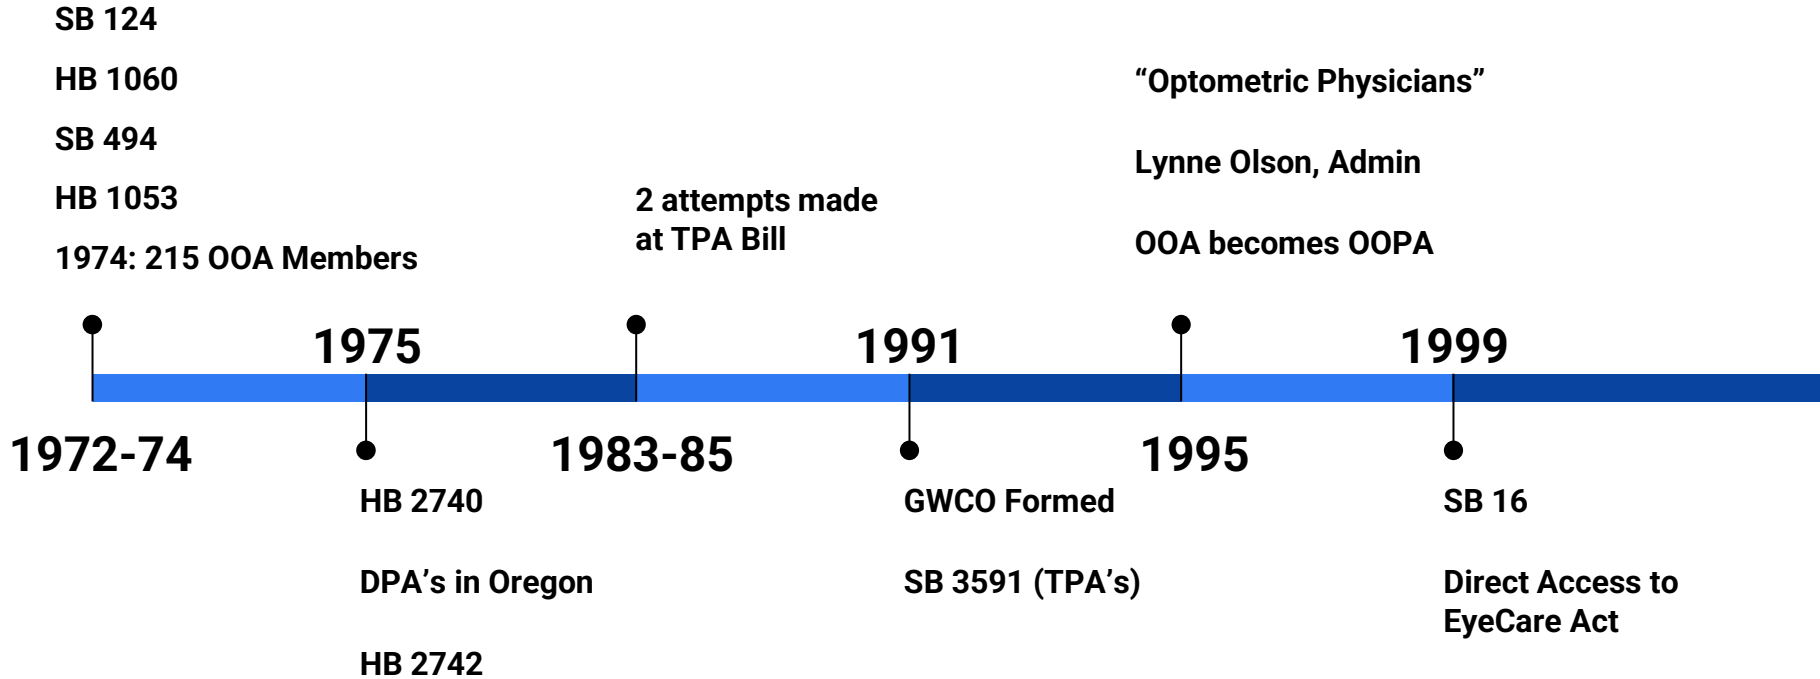 SB 124
HB 1060
SB 494
HB 1053
1974: 215 OOA Members
1972-74
1975
HB 2740
DPA’s in Oregon
HB 2742
2 attempts made
at TPA Bill
1983-85
1991
GWCO Formed
SB 3591 (TPA’s)
“Optometric Physicians”
Lynne Olson, Admin
OOA becomes OOPA
1995
1999
SB 16
Direct Access to
EyeCare Act